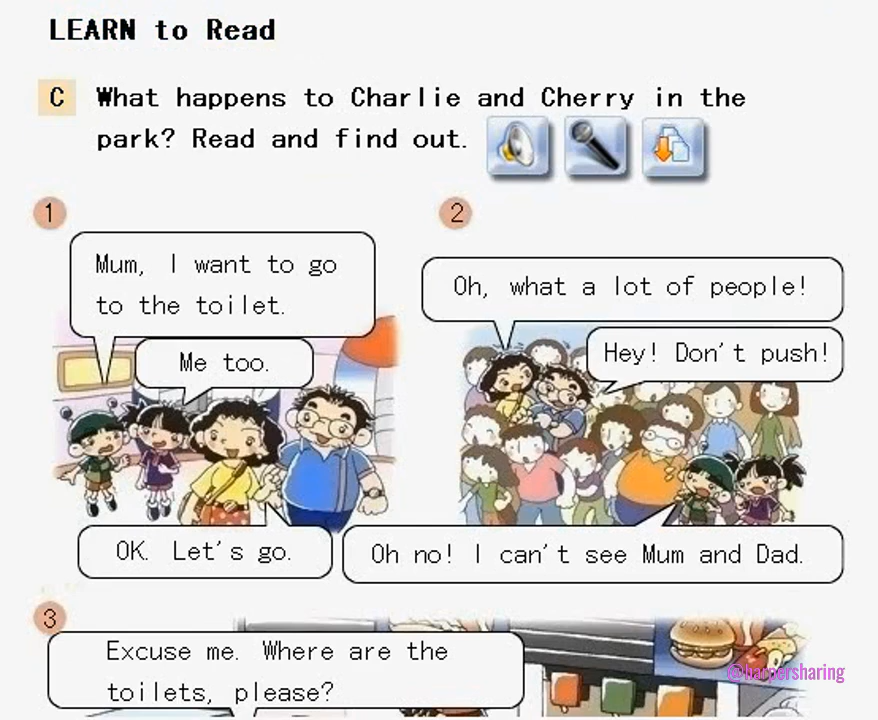 LEARN to Read
C What happens to Charlie and Cherry in the
park? Read and find out.
1
Mum, I want to go
to the toilet.
Me too.
OK. Let's go.
2
Oh, what a lot of people!
Hey! Don't push!
Oh no! I can't see Mum and Dad.
3
Excuse me. Where are the
toilets, please?
@harpersharing